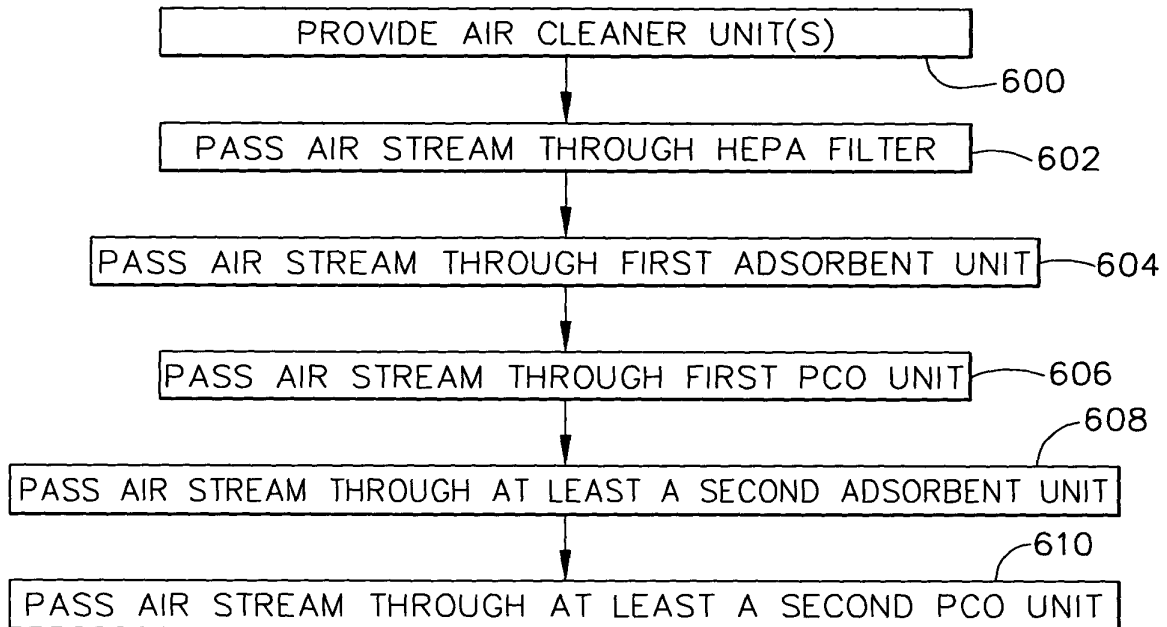 PROVIDE AIR CLEANER UNIT(S)
600
PASS AIR STREAM THROUGH HEPA FILTER
602
PASS AIR STREAM THROUGH FIRST ADSORBENT UNIT
604
PASS AIR STREAM THROUGH FIRST PCO UNIT
606
608
PASS AIR STREAM THROUGH AT LEAST A SECOND ADSORBENT UNIT
610
PASS AIR STREAM THROUGH AT LEAST A SECOND PCO UNIT